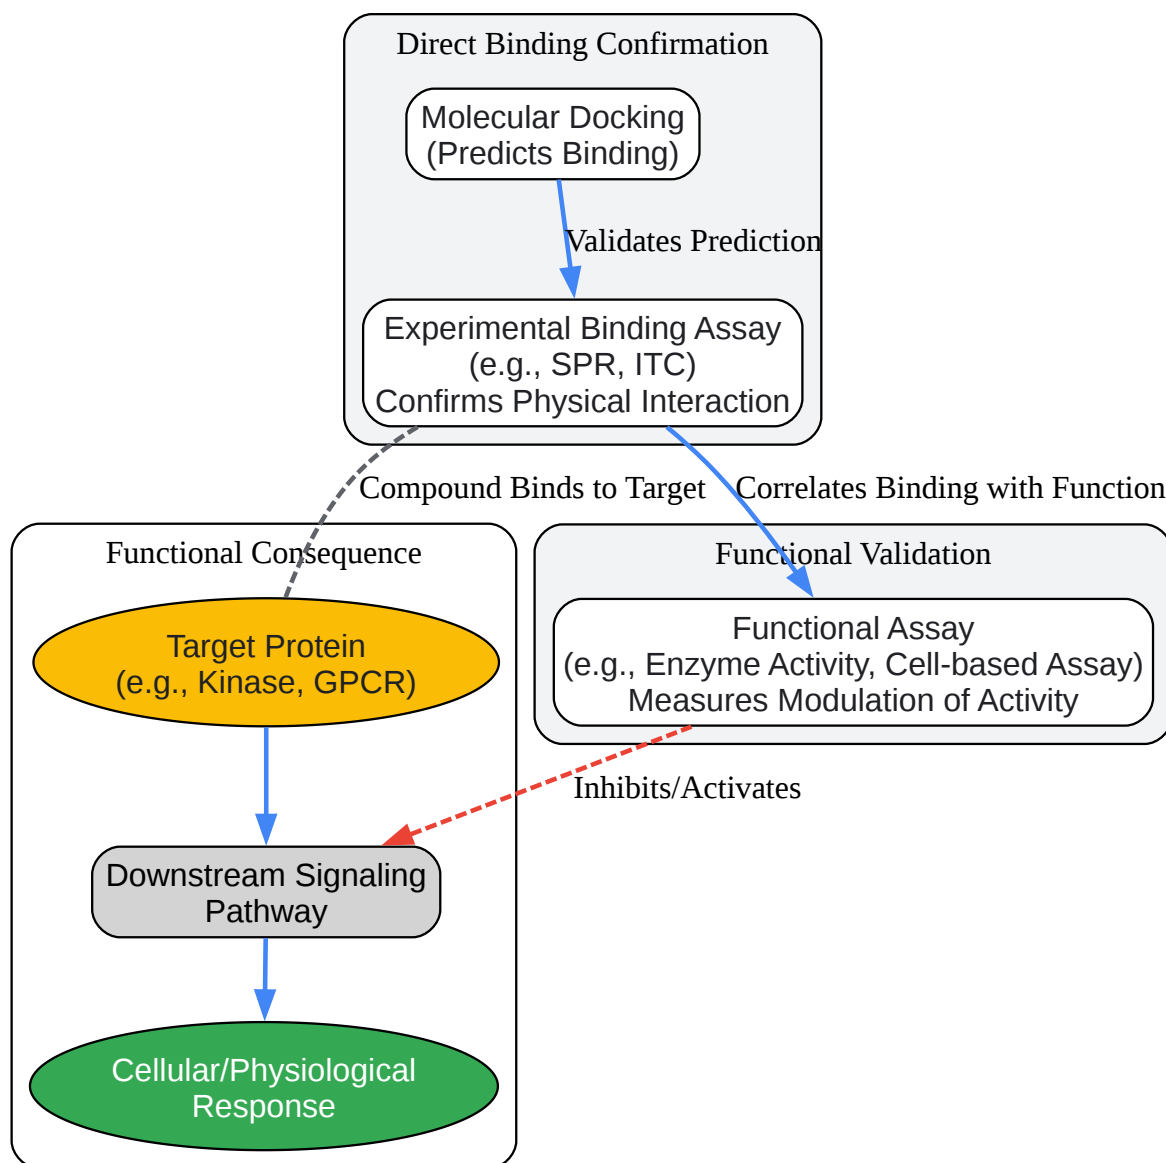 Direct Binding Confirmation
Molecular Docking
(Predicts Binding)
Validates Prediction
Experimental Binding Assay
(e.g., SPR, ITC)
Confirms Physical Interaction
Compound Binds to Target
Correlates Binding with Function
Functional Consequence
Functional Validation
Target Protein
(e.g., Kinase, GPCR)
Functional Assay
(e.g., Enzyme Activity, Cell-based Assay)
Measures Modulation of Activity
Inhibits/Activates
Downstream Signaling
Pathway
Cellular/Physiological
Response